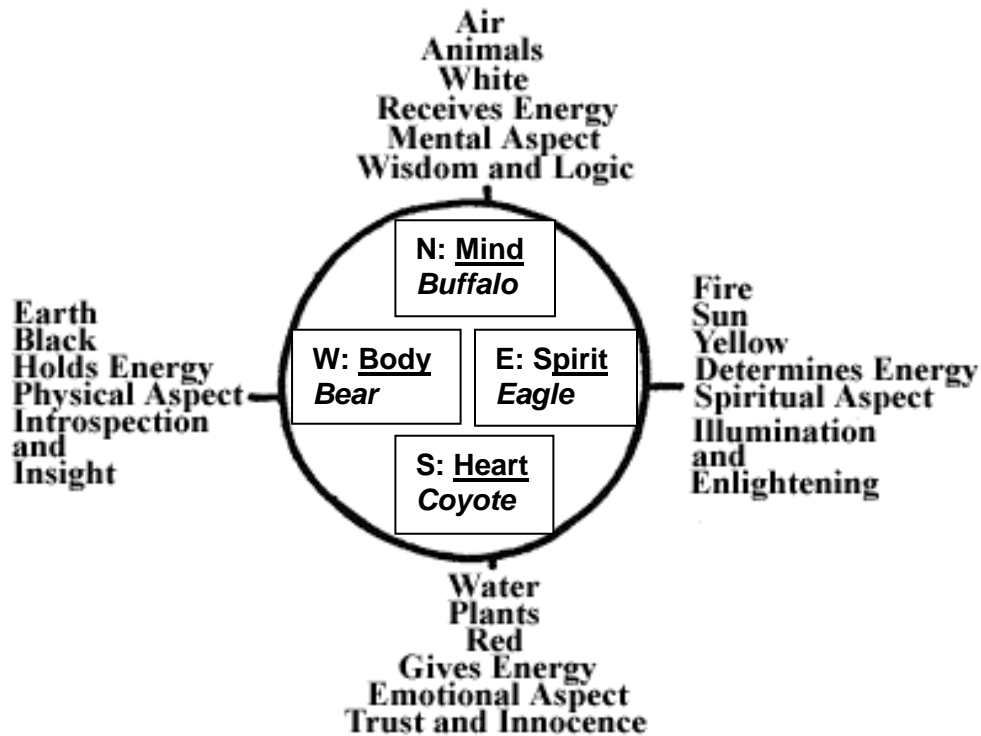 Air
Animals
White
Receives Energy
Mental Aspect
Wisdom and Logic
N: Mind
Buffalo
Earth
Black
Holds Energy
Physical Aspect
Introspection
and
Insight
W: Body
Bear
E: Spirit
Eagle
Fire
Sun
Yellow
Determines Energy
Spiritual Aspect
Illumination
and
Enlightening
S: Heart
Coyote
Water
Plants
Red
Gives Energy
Emotional Aspect
Trust and Innocence